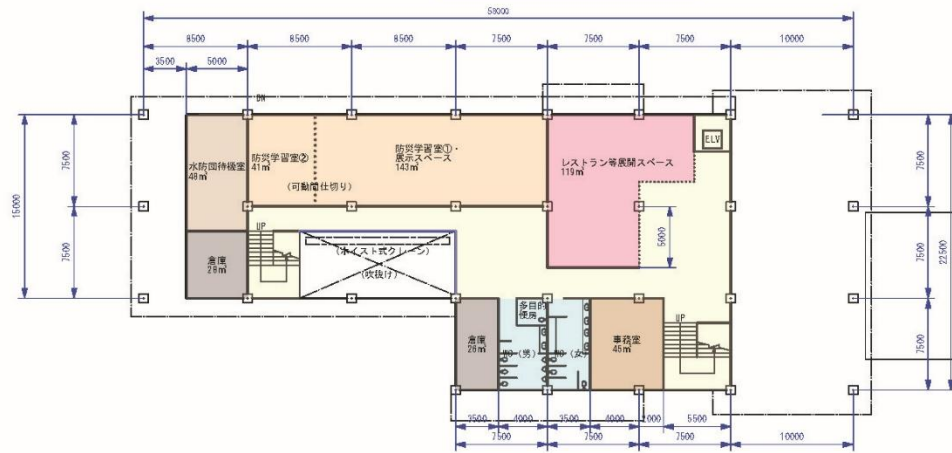 58000
8500
8500
8500
7500
7500
7500
10000
3500
5000
DN
ELV
水防団待機室
48㎡
防災学習室②
41㎡
防災学習室①・
展示スペース
143㎡
(可動間仕切り)
レストラン等展開スペース
119㎡
15000
7500
7500
5000
7500
7500
22500
UP
倉庫
28㎡
(ホイスト式クレーン)
(吹抜け)
倉庫
26㎡
WC (男)
多目的
便房
WC (女)
事務室
45㎡
UP
3500
4000
3500
4000
2000
5500
7500
7500
7500
10000